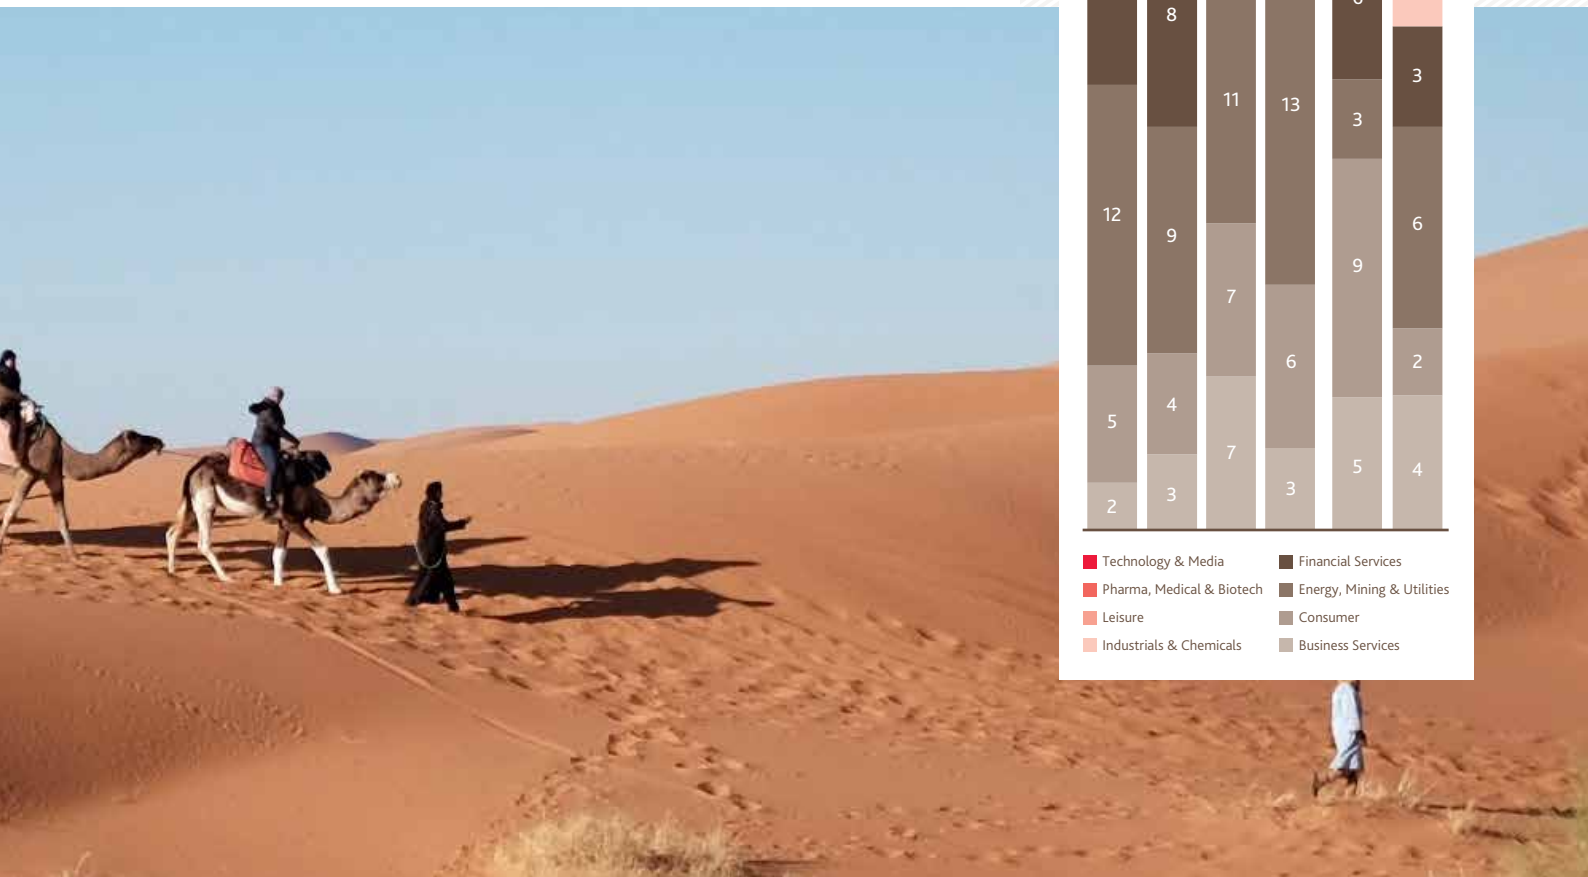 8
3
11
13
3
12
6
9
9
7
6
2
4
5
7
5
4
3
3
2
Technology & Media
Financial Services
Pharma, Medical & Biotech
Energy, Mining & Utilities
Leisure
Consumer
Industrials & Chemicals
Business Services